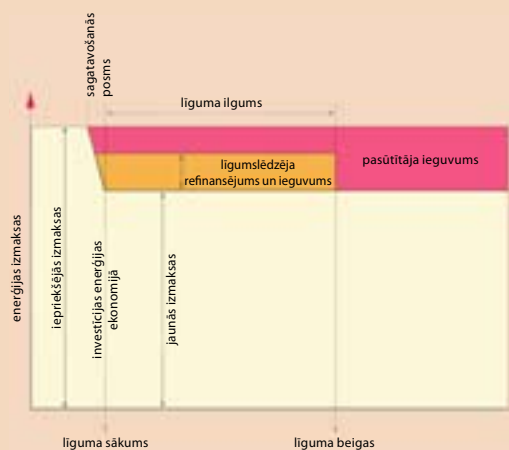 sagatavošanās
posms
līguma ilgums
līgumslēdzēja
refinansējums un ieguvums
pasūtītāja ieguvums
enerģijas izmaksas
iepriekšējās izmaksas
investīcijas enerģijas
ekonomijā
jaunās izmaksas
līguma sākums
līguma beigas